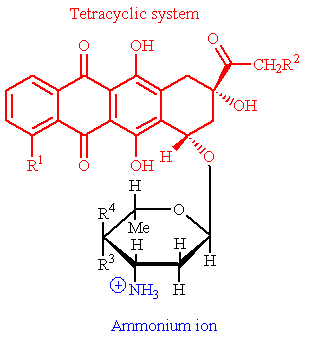 Tetracyclic system
O OH O
CH₂R²
OH
H
R¹ O OH O
H
R⁴ O
Me
H H
R³ H
⊕ NH₃ H
Ammonium ion